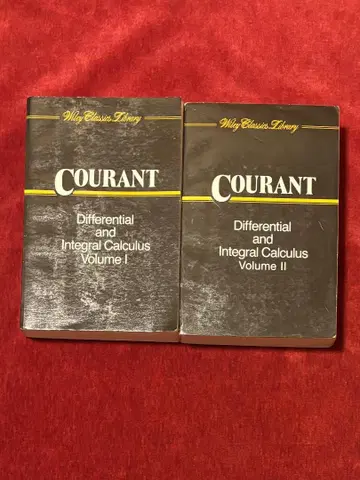 Wiley Classics Library
COURANT
Differential
and
Integral Calculus
Volume I
Wiley Classics Library
COURANT
Differential
and
Integral Calculus
Volume II